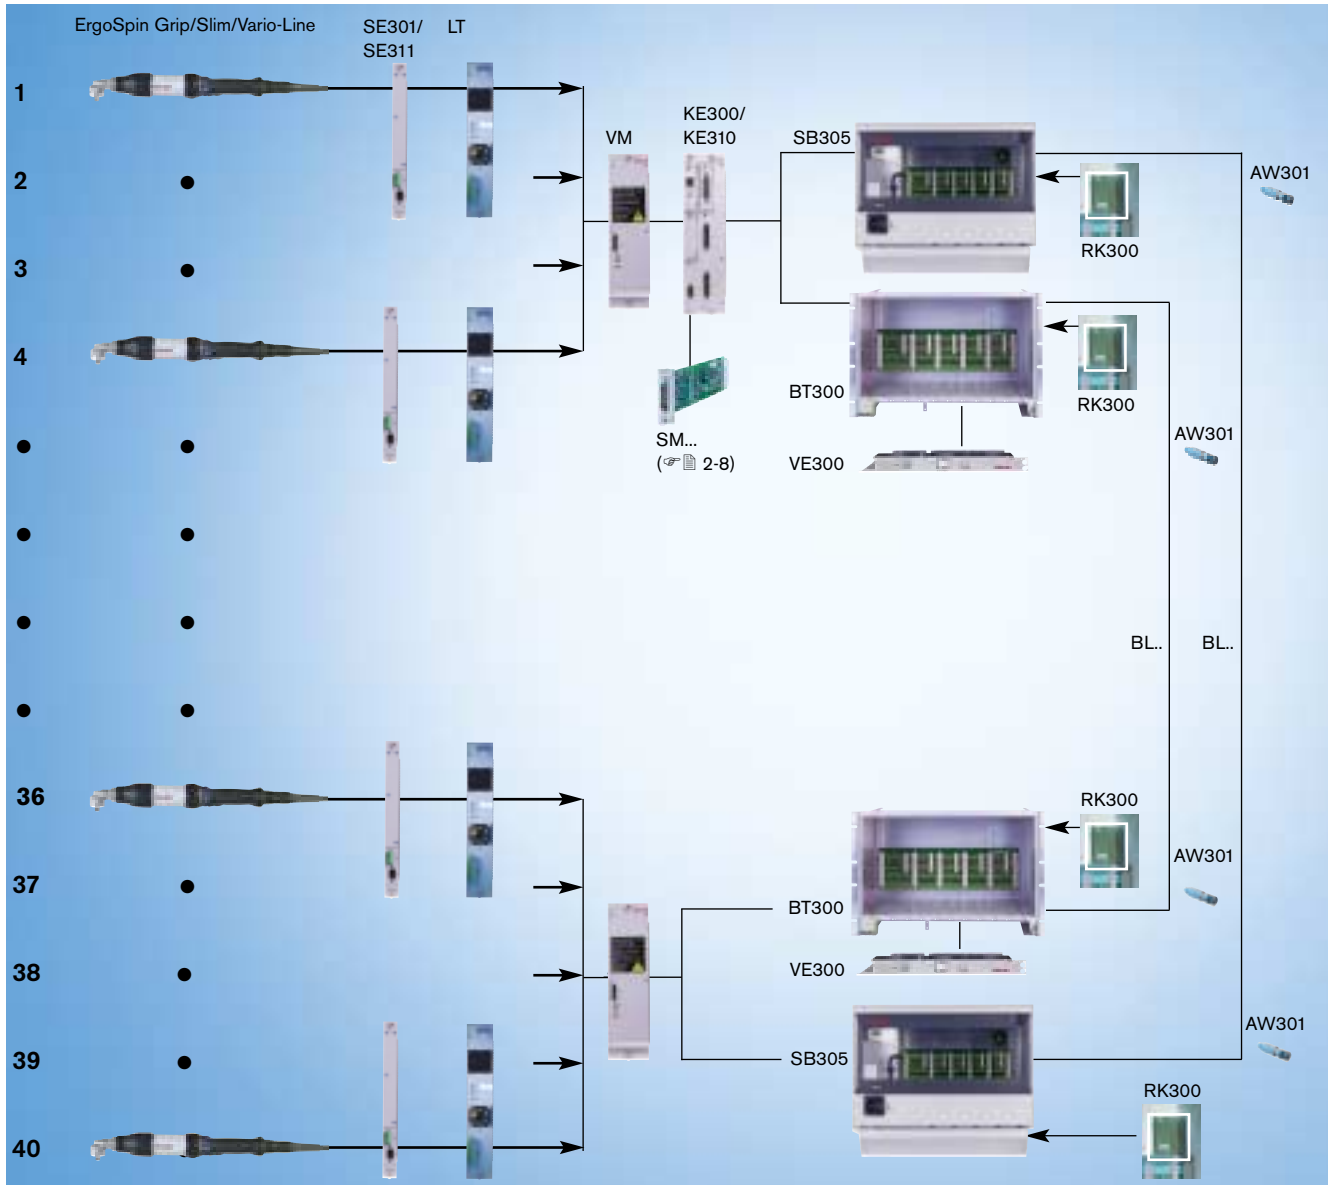 ErgoSpin Grip/Slim/Vario-Line
SE301/
SE311
LT
1
VM
KE300/
KE310
SB305
AW301
2
RK300
3
4
BT300
RK300
SM...
(☞ 2-8)
VE300
AW301
BL..
BL..
36
RK300
AW301
37
BT300
38
VE300
AW301
39
SB305
RK300
40